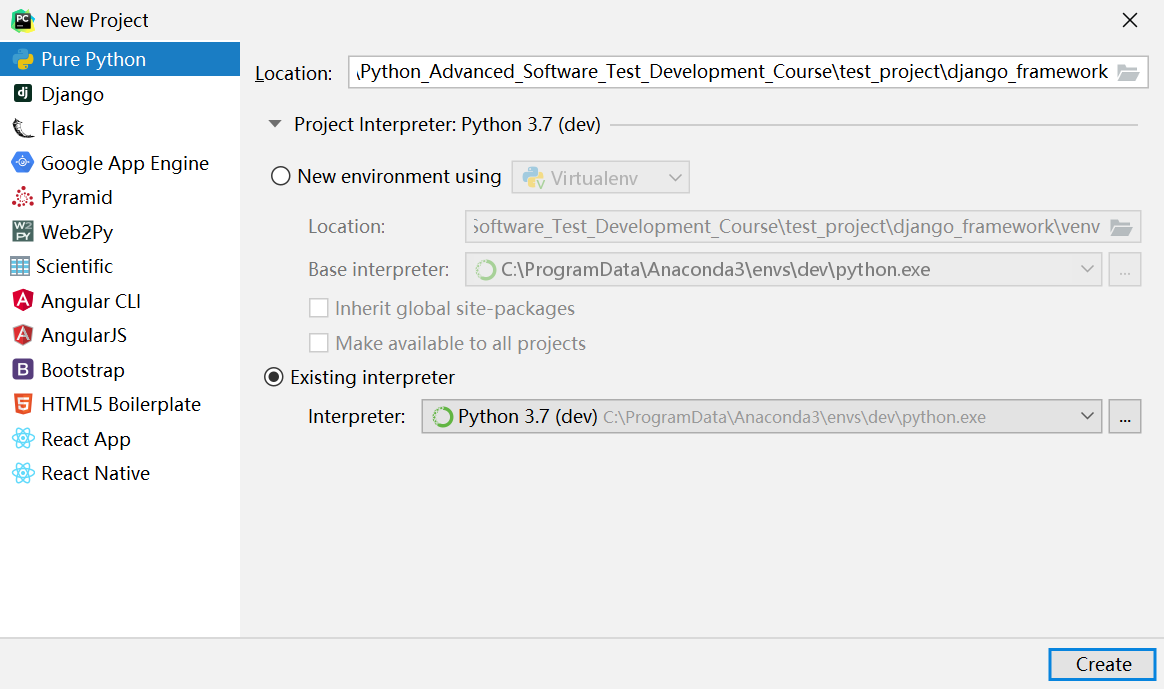 New Project
Pure Python
Django
Flask
Google App Engine
Pyramid
Web2Py
Scientific
Angular CLI
AngularJS
Bootstrap
HTML5 Boilerplate
React App
React Native
Location: \Python_Advanced_Software_Test_Development_Course\test_project\django_framework
Project Interpreter: Python 3.7 (dev)
New environment using Virtualenv
Location: Software_Test_Development_Course\test_project\django_framework\venv
Base interpreter: C:\ProgramData\Anaconda3\envs\dev\python.exe ...
Inherit global site-packages
Make available to all projects
Existing interpreter
Interpreter: Python 3.7 (dev) C:\ProgramData\Anaconda3\envs\dev\python.exe ...
Create